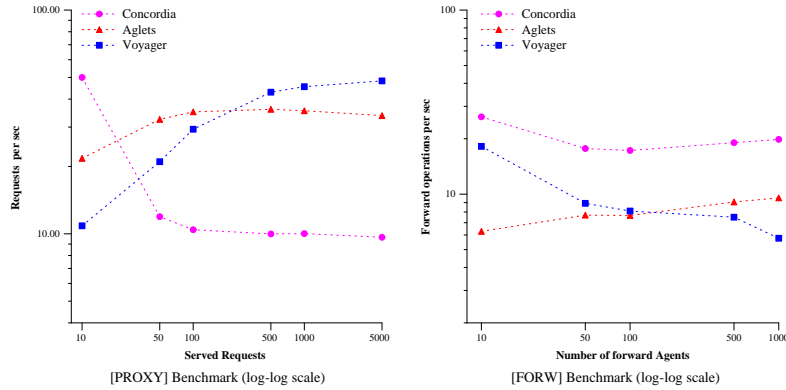 100.00
10.00
Requests per sec
Concordia
Aglets
Voyager
10
50
100
500
1000
5000
Served Requests
[PROXY] Benchmark (log-log scale)
100
10
Forward operations per sec
Concordia
Aglets
Voyager
10
50
100
500
1000
Number of forward Agents
[FORW] Benchmark (log-log scale)